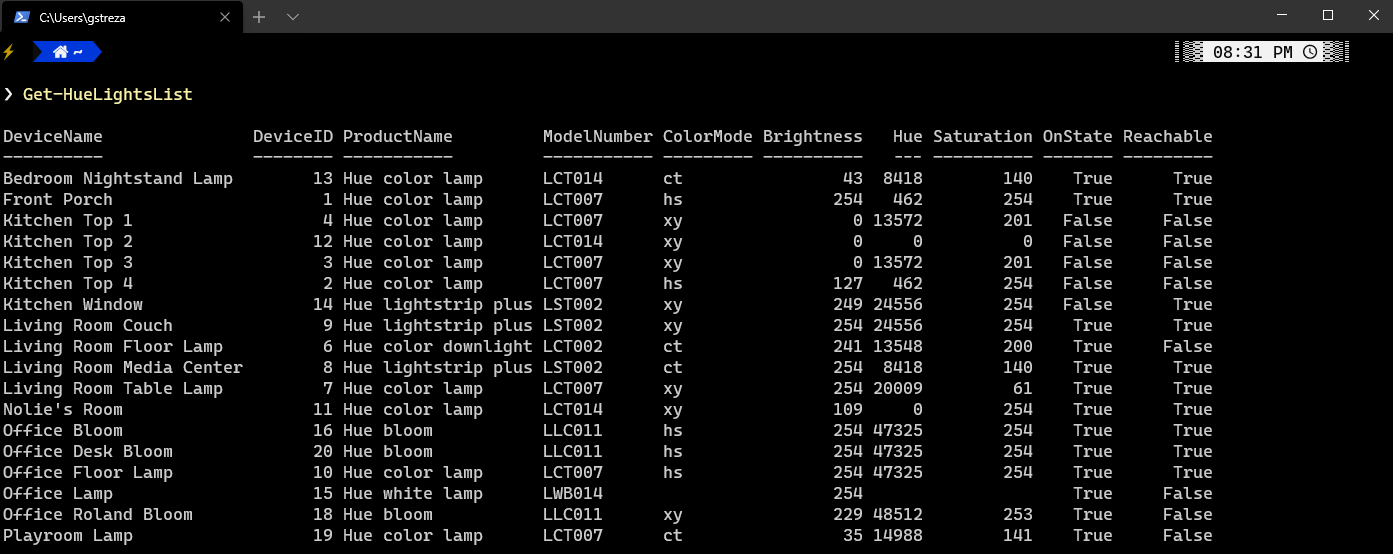 C:\Users\gstreza
~ 08:31 PM
❯ Get-HueLightsList
DeviceName DeviceID ProductName ModelNumber ColorMode Brightness Hue Saturation OnState Reachable
---------- -------- ----------- ----------- --------- ---------- --- ---------- ------- ---------
Bedroom Nightstand Lamp 13 Hue color lamp LCT014 ct 43 8418 140 True True
Front Porch 1 Hue color lamp LCT007 hs 254 462 254 True True
Kitchen Top 1 4 Hue color lamp LCT007 xy 0 13572 201 False False
Kitchen Top 2 12 Hue color lamp LCT014 xy 0 0 0 False False
Kitchen Top 3 3 Hue color lamp LCT007 xy 0 13572 201 False False
Kitchen Top 4 2 Hue color lamp LCT007 hs 127 462 254 False False
Kitchen Window 14 Hue lightstrip plus LST002 xy 249 24556 254 False True
Living Room Couch 9 Hue lightstrip plus LST002 xy 254 24556 254 True True
Living Room Floor Lamp 6 Hue color downlight LCT002 ct 241 13548 200 True False
Living Room Media Center 8 Hue lightstrip plus LST002 ct 254 8418 140 True True
Living Room Table Lamp 7 Hue color lamp LCT007 xy 254 20009 61 True True
Nolie's Room 11 Hue color lamp LCT014 xy 109 0 254 True True
Office Bloom 16 Hue bloom LLC011 hs 254 47325 254 True True
Office Desk Bloom 20 Hue bloom LLC011 hs 254 47325 254 True True
Office Floor Lamp 10 Hue color lamp LCT007 hs 254 47325 254 True True
Office Lamp 15 Hue white lamp LWB014 254 True False
Office Roland Bloom 18 Hue bloom LLC011 xy 229 48512 253 True False
Playroom Lamp 19 Hue color lamp LCT007 ct 35 14988 141 True False